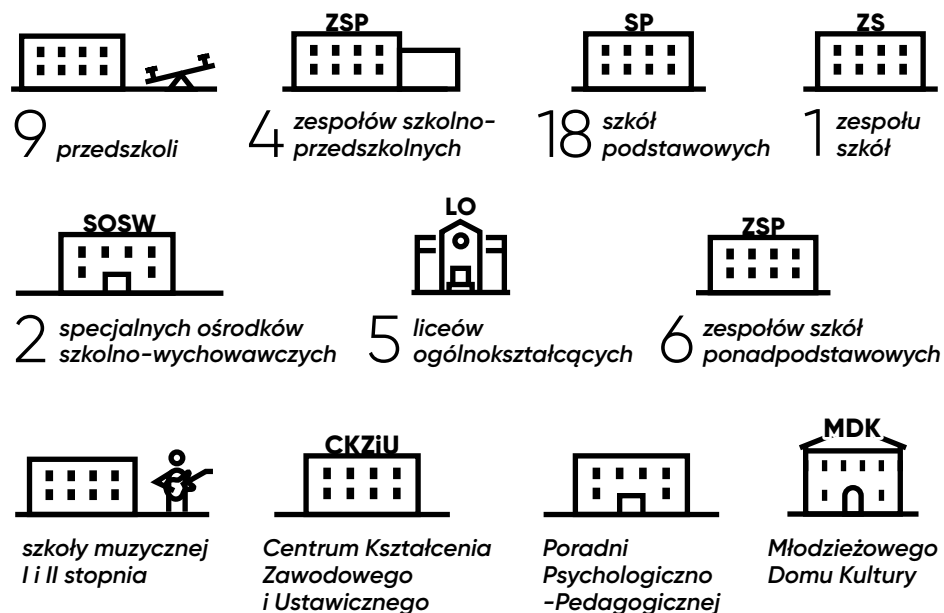 ZSP
SP
ZS
9 przedszkoli
4 zespołów szkolno-
przedszkolnych
18 szkół
podstawowych
1 zespołu
szkół
SOSW
LO
ZSP
2 specjalnych ośrodków
szkolno-wychowawczych
5 liceów
ogólnokształcących
6 zespołów szkół
ponadpodstawowych
CKZiU
MDK
szkoły muzycznej
I i II stopnia
Centrum Kształcenia
Zawodowego
i Ustawicznego
Poradni
Psychologiczno
-Pedagogicznej
Młodzieżowego
Domu Kultury